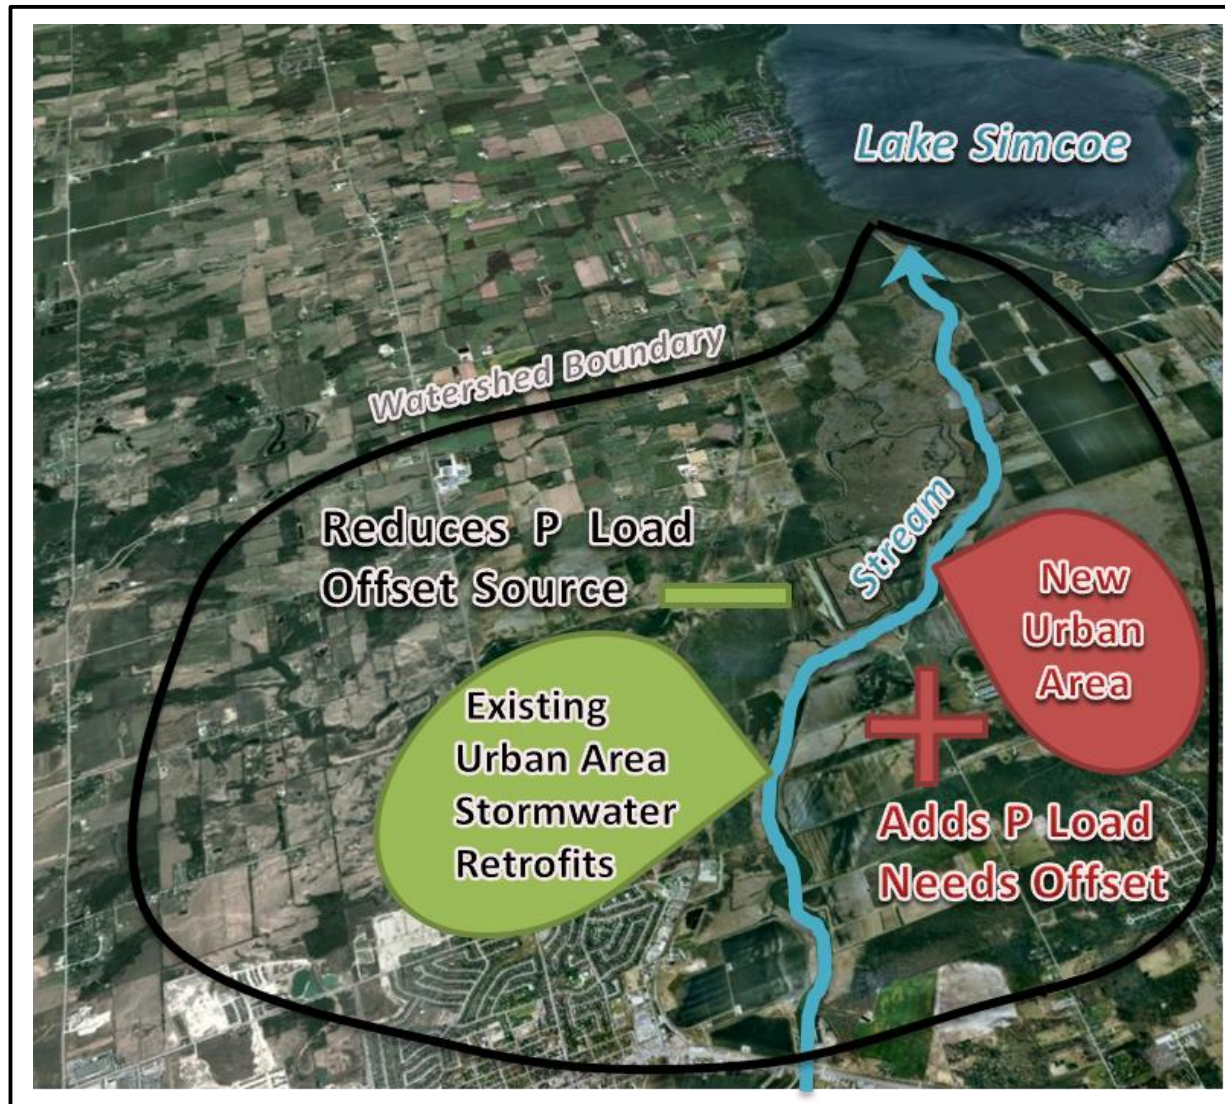 Lake Simcoe
Watershed Boundary
Reduces P Load
Offset Source
Stream
New
Urban
Area
Existing
Urban Area
Stormwater
Retrofits
Adds P Load
Needs Offset